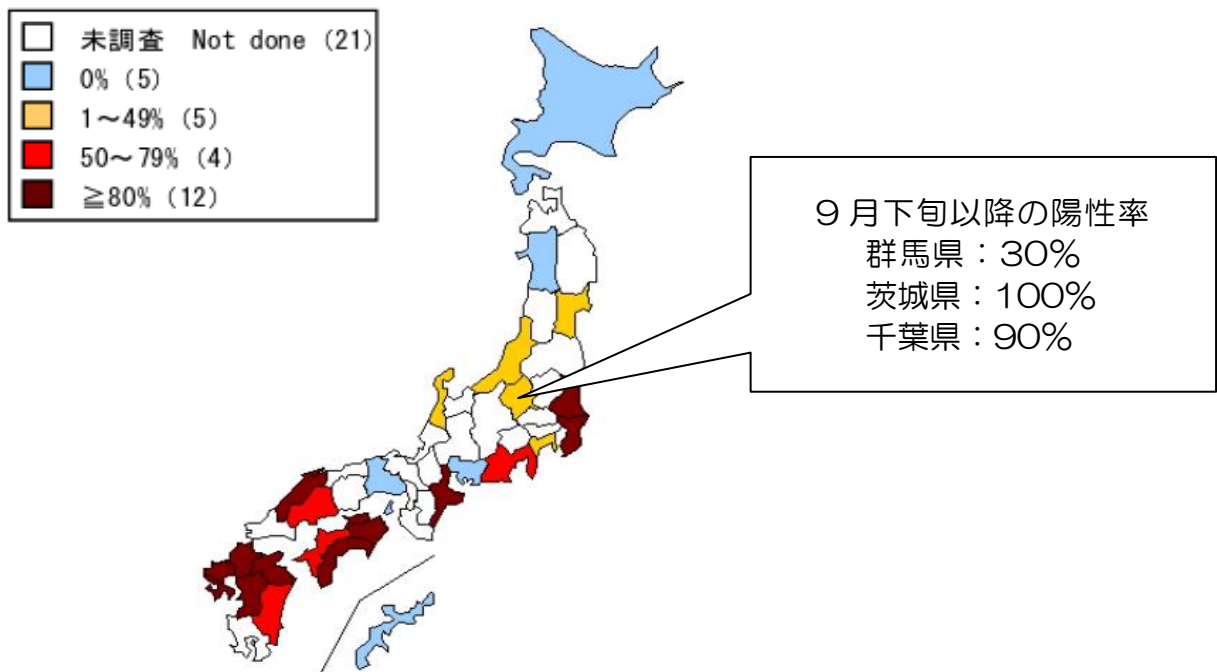 未調査 Not done (21)
0% (5)
1～49% (5)
50～79% (4)
≧80% (12)
９月下旬以降の陽性率
群馬県：30%
茨城県：100%
千葉県：90%